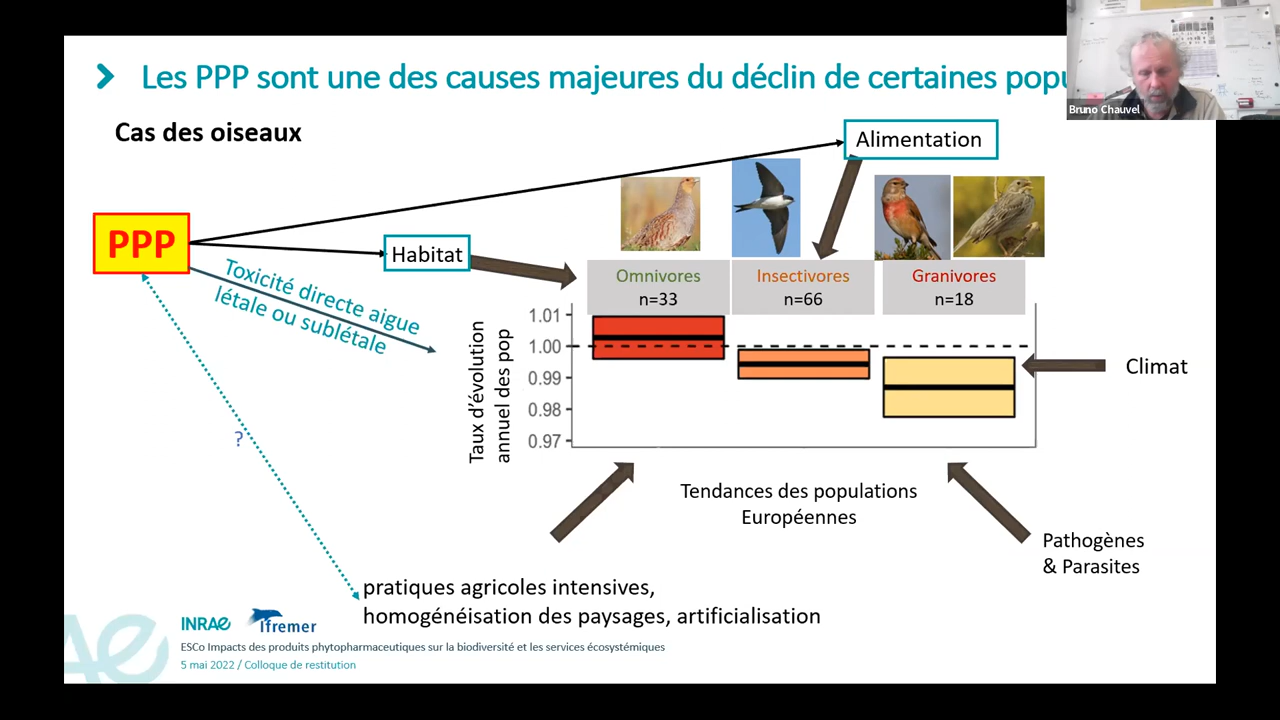 Les PPP sont une des causes majeures du déclin de certaines
Bruno Chauvel
Cas des oiseaux
Alimentation
PPP
Habitat
Toxicité directe aigue
létale ou sublétale
Omnivores
n=33
Insectivores
n=66
Granivores
n=18
Taux d'évolution
annuel des pop
1.01
1.00
0.99
0.98
0.97
Climat
?
Tendances des populations
Européennes
Pathogènes
& Parasites
pratiques agricoles intensives,
homogénéisation des paysages, artificialisation
INRAE
Ifremer
ESCo Impacts des produits phytopharmaceutiques sur la biodiversité et les services écosystémiques
5 mai 2022 / Colloque de restitution